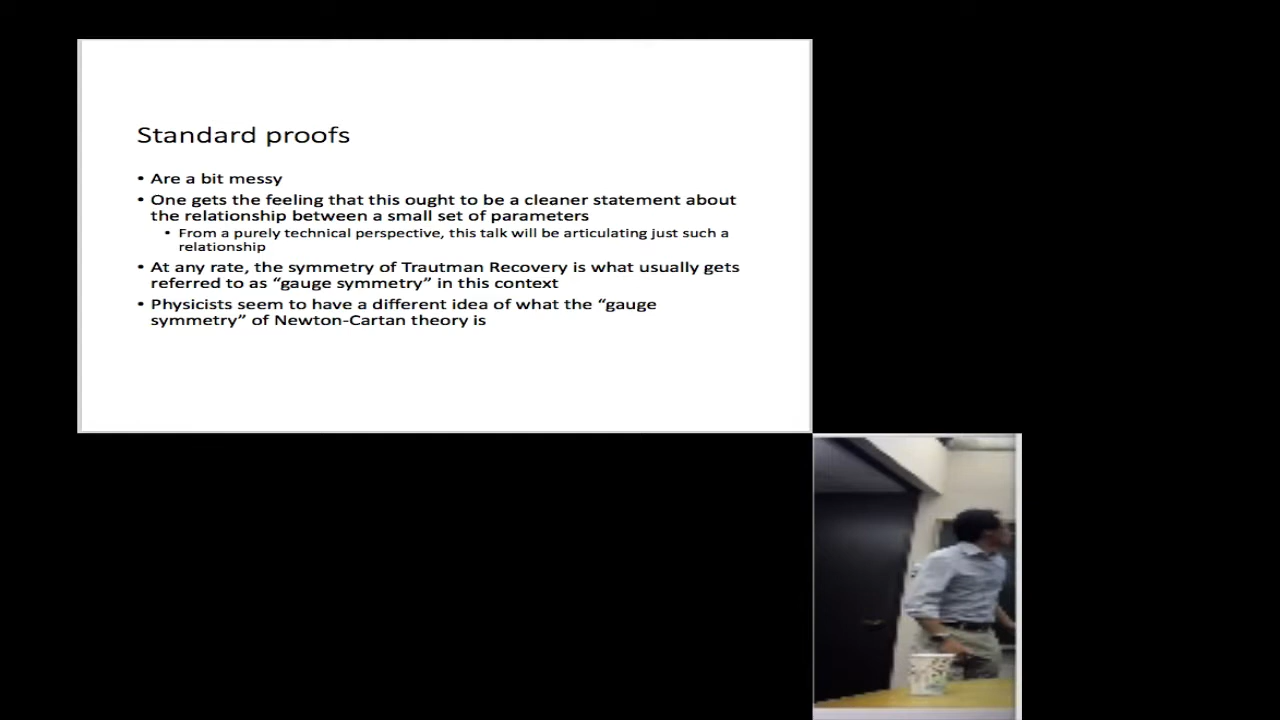 Standard proofs
• Are a bit messy
• One gets the feeling that this ought to be a cleaner statement about
the relationship between a small set of parameters
• From a purely technical perspective, this talk will be articulating just such a
relationship
• At any rate, the symmetry of Trautman Recovery is what usually gets
referred to as “gauge symmetry” in this context
• Physicists seem to have a different idea of what the “gauge
symmetry” of Newton-Cartan theory is